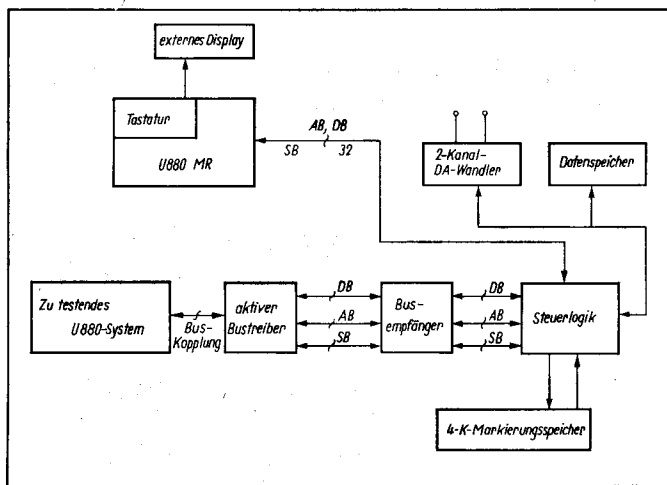 externes Display
Tastatur
U880 MR
AB, DB
SB 32
2-Kanal-
DA-Wandler
Datenspeicher
Zu testendes
U880-System
Bus-
Kopplung
aktiver
Bustreiber
DB
AB
SB
Bus-
empfänger
DB
AB
SB
Steuerlogik
4-K-Markierungsspeicher